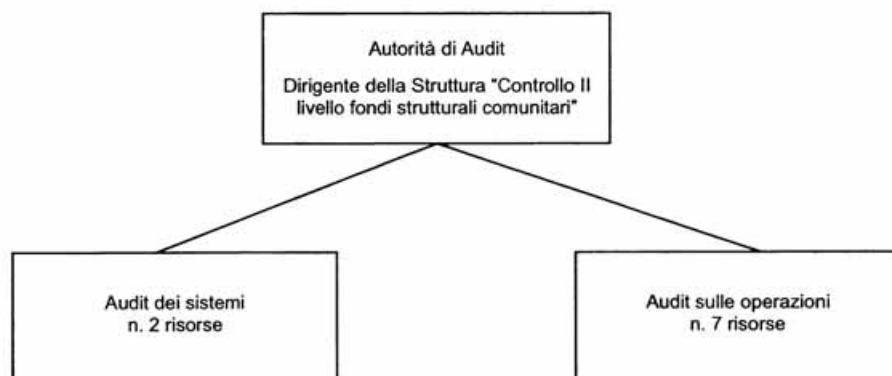 Autorità di Audit
Dirigente della Struttura "Controllo II
livello fondi strutturali comunitari"
Audit dei sistemi
n. 2 risorse
Audit sulle operazioni
n. 7 risorse